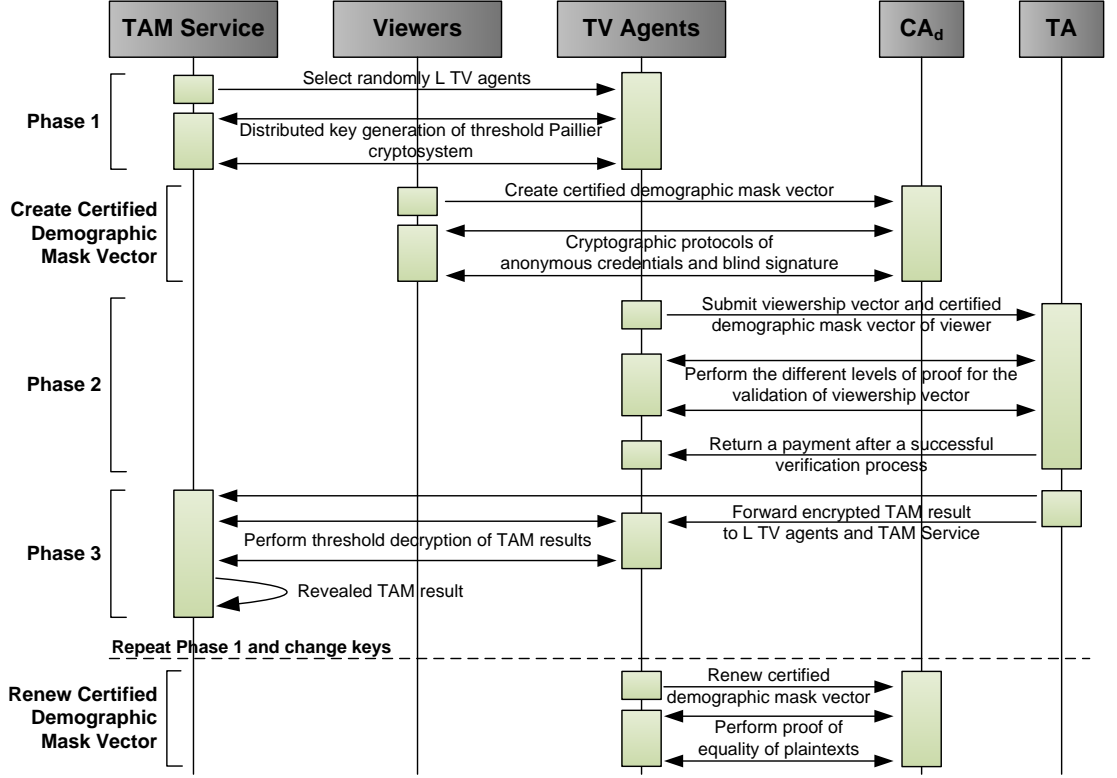 TAM Service
Viewers
TV Agents
CAd
TA
Phase 1
Select randomly L TV agents
Distributed key generation of threshold Paillier
cryptosystem
Create Certified
Demographic
Mask Vector
Create certified demographic mask vector
Cryptographic protocols of
anonymous credentials and blind signature
Phase 2
Submit viewership vector and certified
demographic mask vector of viewer
Perform the different levels of proof for the
validation of viewership vector
Return a payment after a successful
verification process
Phase 3
Forward encrypted TAM result
to L TV agents and TAM Service
Perform threshold decryption of TAM results
Revealed TAM result
Repeat Phase 1 and change keys
Renew Certified
Demographic
Mask Vector
Renew certified
demographic mask vector
Perform proof of
equality of plaintexts